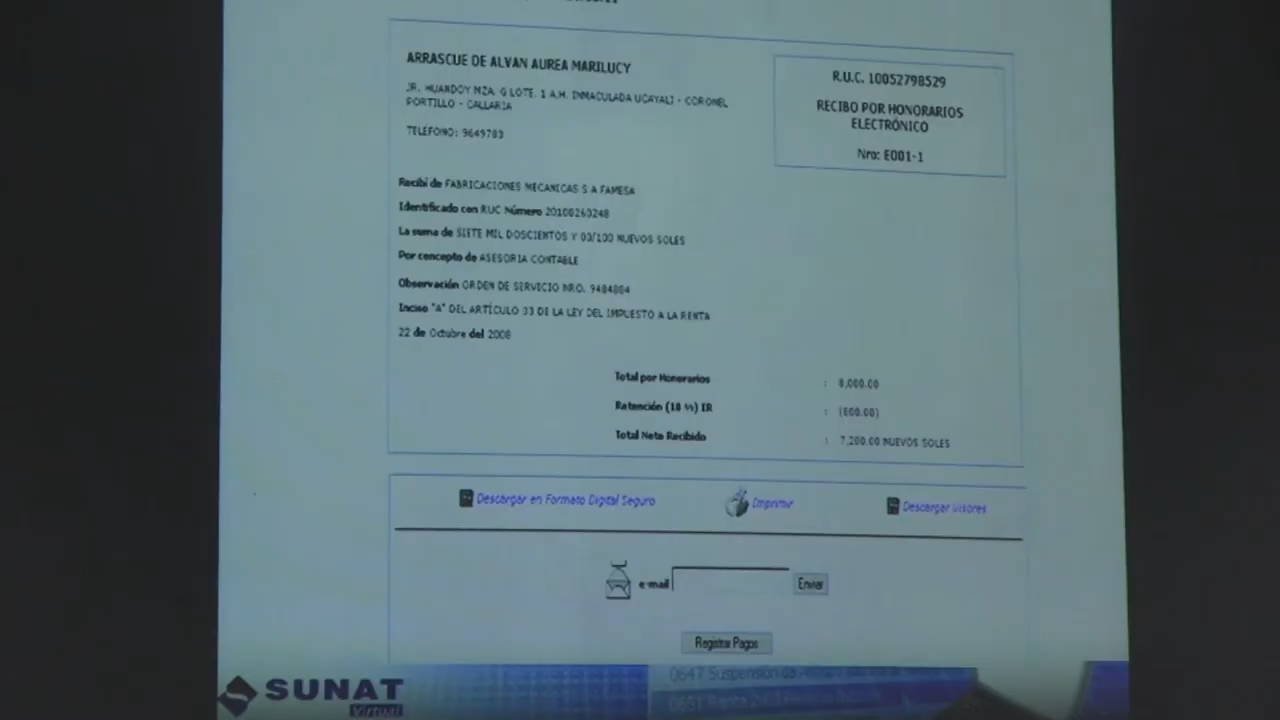 ARRASCUE DE ALVAN AUREA MARILUCY
JR. HUARDOY MZA. G LOTE. 1 A.H. INMACULADA UCAYALI - CORONEL
PORTILLO - CALLARIA
TELÉFONO: 9649783
R.U.C. 10052798529
RECIBO POR HONORARIOS
ELECTRÓNICO
Nro: E001-1
Recibí de FABRICACIONES MECANICAS S A FAMESA
Identificado con RUC Número 20100260248
La suma de SIETE MIL DOSCIENTOS Y 00/100 NUEVOS SOLES
Por concepto de ASESORIA CONTABLE
Observación ORDEN DE SERVICIO NRO. 9484884
Inciso "A" DEL ARTÍCULO 33 DE LA LEY DEL IMPUESTO A LA RENTA
22 de Octubre del 2008
Total por Honorarios : 8,000.00
Retención (10 %) IR : (800.00)
Total Neto Recibido : 7,200.00 NUEVOS SOLES
Descargar en Formato Digital Seguro
Imprimir
Descargar Visores
e-mail
Enviar
Registrar Pagos
SUNAT
Virtual
0647 Suspensión de